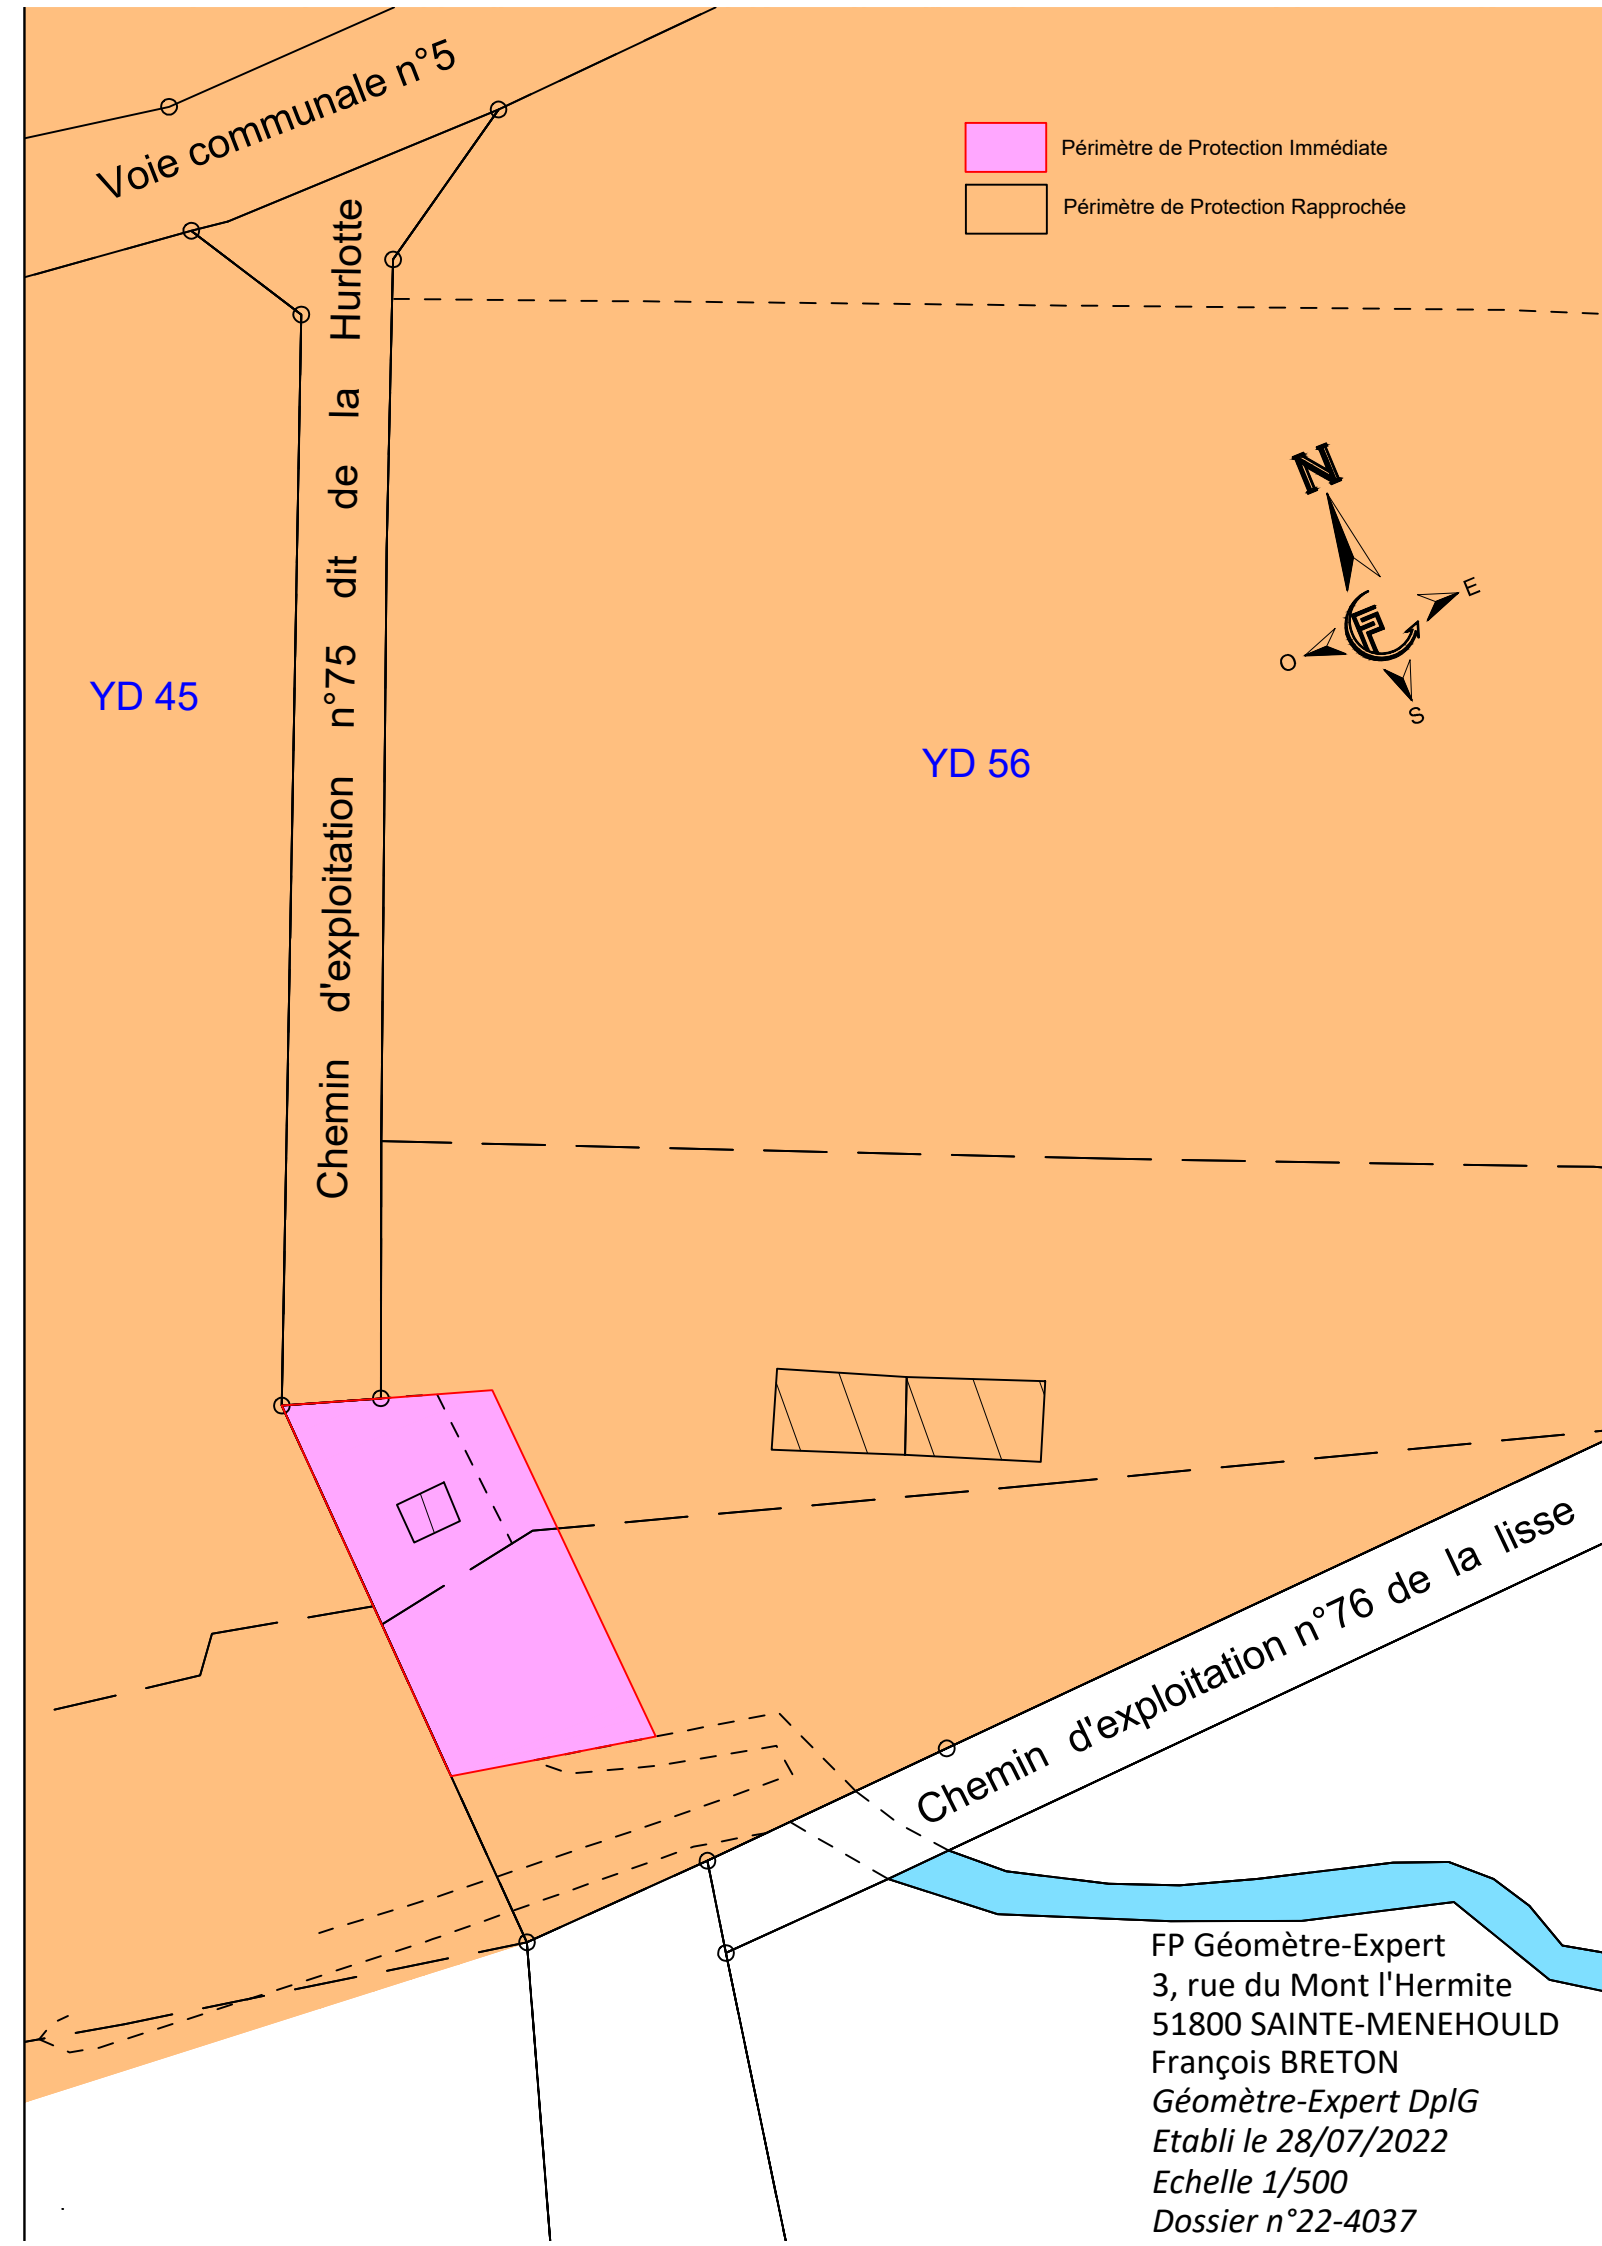 Voie communale n°5
Périmètre de Protection Immédiate
Périmètre de Protection Rapprochée
Chemin d'exploitation n°75 dit de la Hurlotte
N
E
O
S
YD 45
YD 56
Chemin d'exploitation n°76 de la lisse
FP Géomètre-Expert
3, rue du Mont l'Hermite
51800 SAINTE-MENEHOULD
François BRETON
Géomètre-Expert DplG
Etabli le 28/07/2022
Echelle 1/500
Dossier n°22-4037